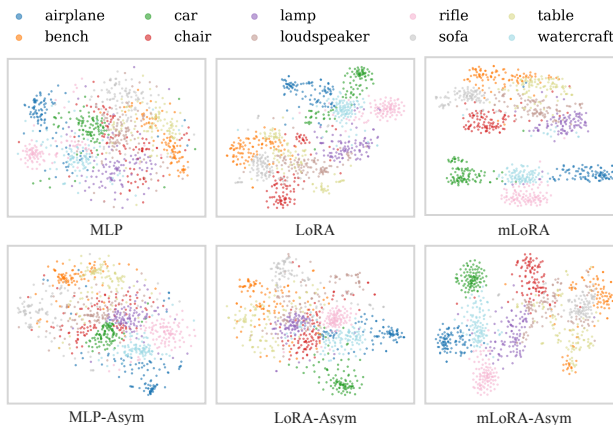 airplane car lamp rifle table
bench chair loudspeaker sofa watercraft
MLP LoRA mLoRA
MLP-Asym LoRA-Asym mLoRA-Asym